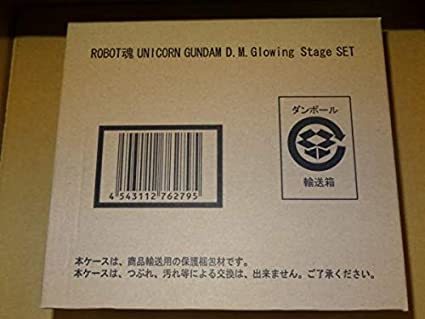 ROBOT魂 UNICORN GUNDAM D.M.Glowing Stage SET
ダンボール
輸送箱
4 543112 762795
本ケースは、商品輸送用の保護梱包材です。
本ケースは、つぶれ、汚れ等による交換は、出来ません。ご了承ください。